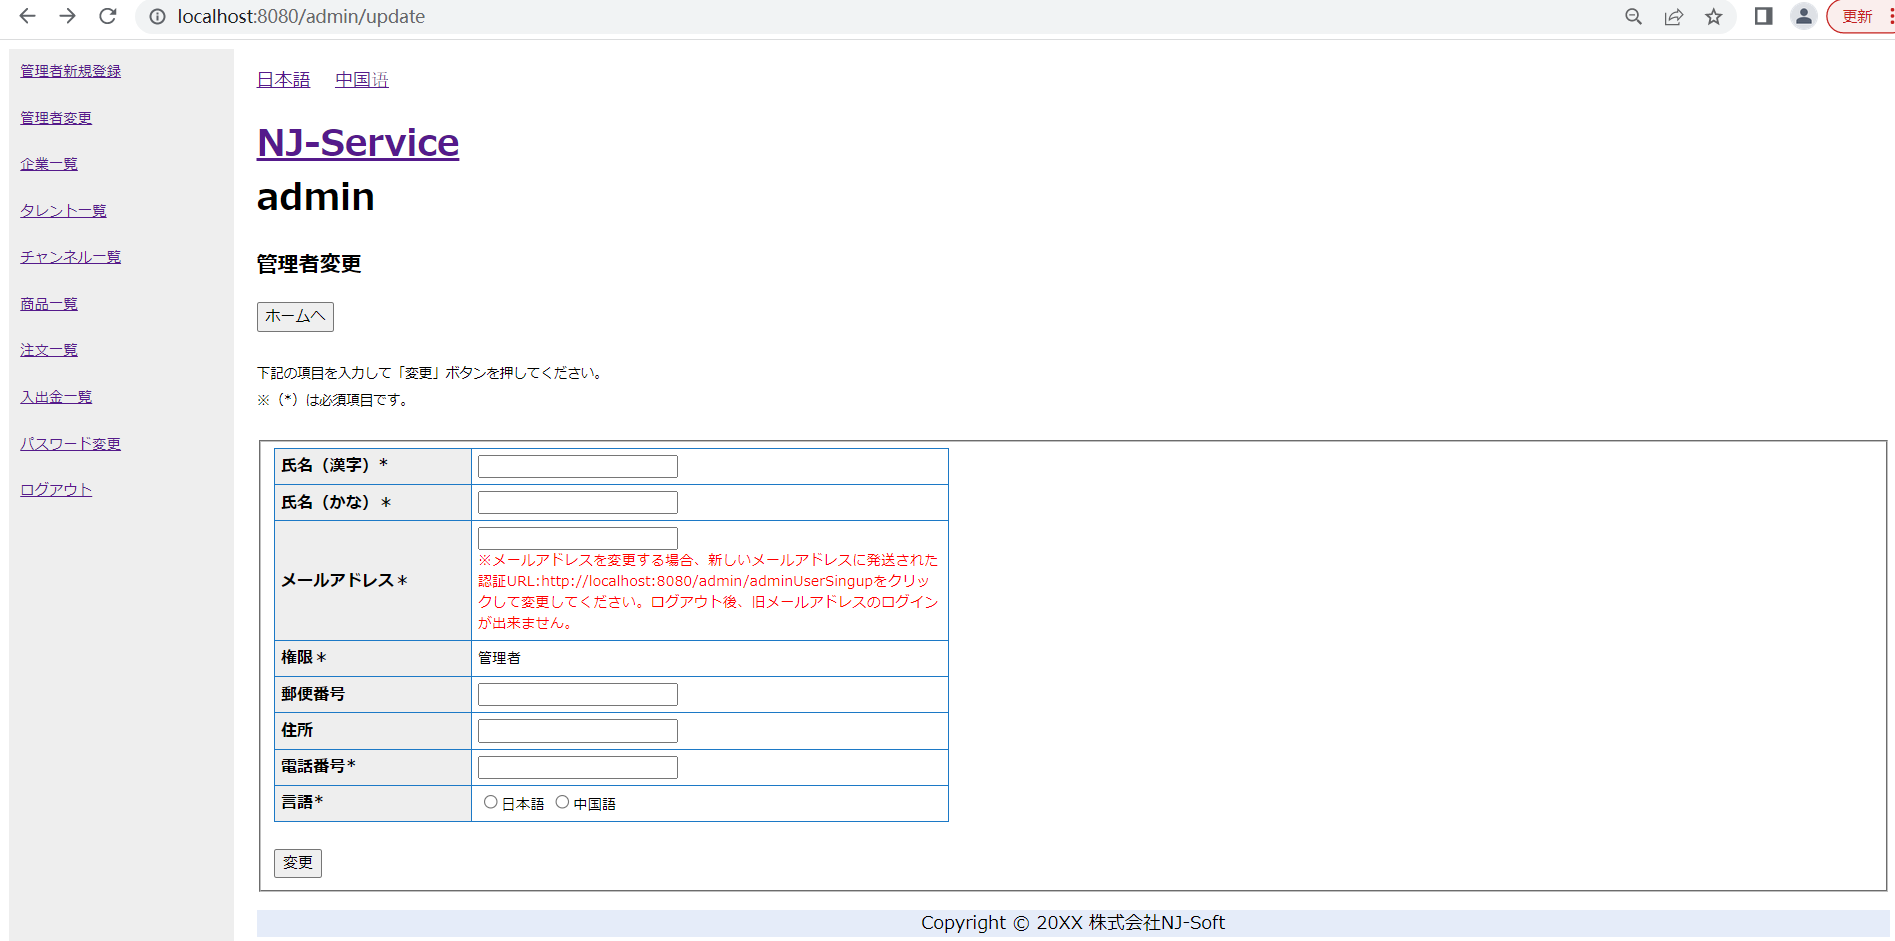 localhost:8080/admin/update
更新
管理者新規登録
管理者変更
企業一覧
タレント一覧
チャンネル一覧
商品一覧
注文一覧
入出金一覧
パスワード変更
ログアウト
日本語 中国语
NJ-Service
admin
管理者変更
ホームへ
下記の項目を入力して「変更」ボタンを押してください。
※（*）は必須項目です。
氏名（漢字）*
氏名（かな）＊
メールアドレス＊
※メールアドレスを変更する場合、新しいメールアドレスに発送された
認証URL:http://localhost:8080/admin/adminUserSingupをクリッ
クして変更してください。ログアウト後、旧メールアドレスのログイン
が出来ません。
権限＊ 管理者
郵便番号
住所
電話番号*
言語* 日本語 中国語
変更
Copyright © 20XX 株式会社NJ-Soft